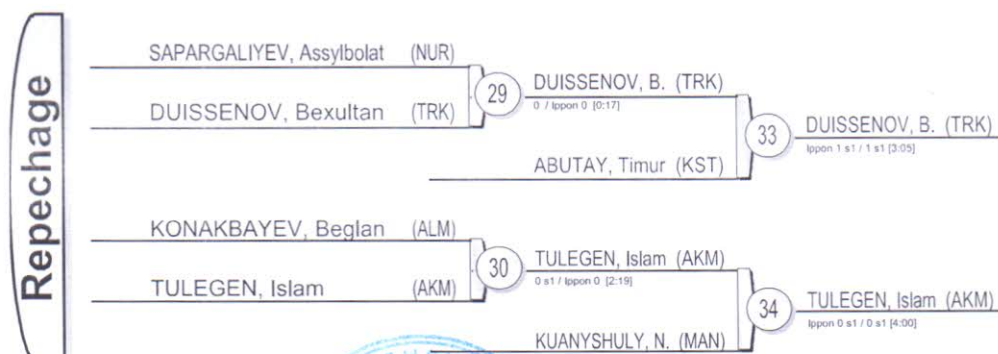 Repechage
SAPARGALIYEV, Assylbolat (NUR)
DUISSENOV, Bexultan (TRK)
29
DUISSENOV, B. (TRK)
0 / Ippon 0 [0:17]
ABUTAY, Timur (KST)
33
DUISSENOV, B. (TRK)
Ippon 1 s1 / 1 s1 [3:05]
KONAKBAYEV, Beglan (ALM)
TULEGEN, Islam (AKM)
30
TULEGEN, Islam (AKM)
0 s1 / Ippon 0 [2:19]
KUANYSHULY, N. (MAN)
34
TULEGEN, Islam (AKM)
Ippon 0 s1 / 0 s1 [4:00]